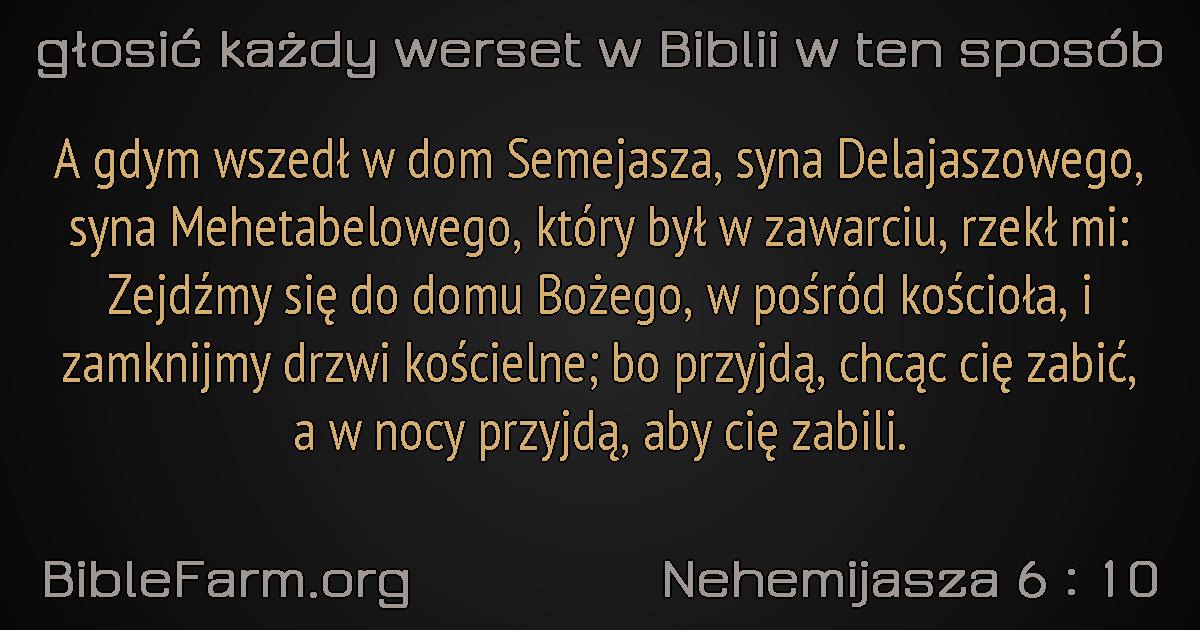 głosić każdy werset w Biblii w ten sposób
A gdym wszedł w dom Semejasza, syna Delajaszowego,
syna Mehetabelowego, który był w zawarciu, rzekł mi:
Zejdźmy się do domu Bożego, w pośród kościoła, i
zamknijmy drzwi kościelne; bo przyjdą, chcąc cię zabić,
a w nocy przyjdą, aby cię zabili.
BibleFarm.org
Nehemijasza 6 : 10